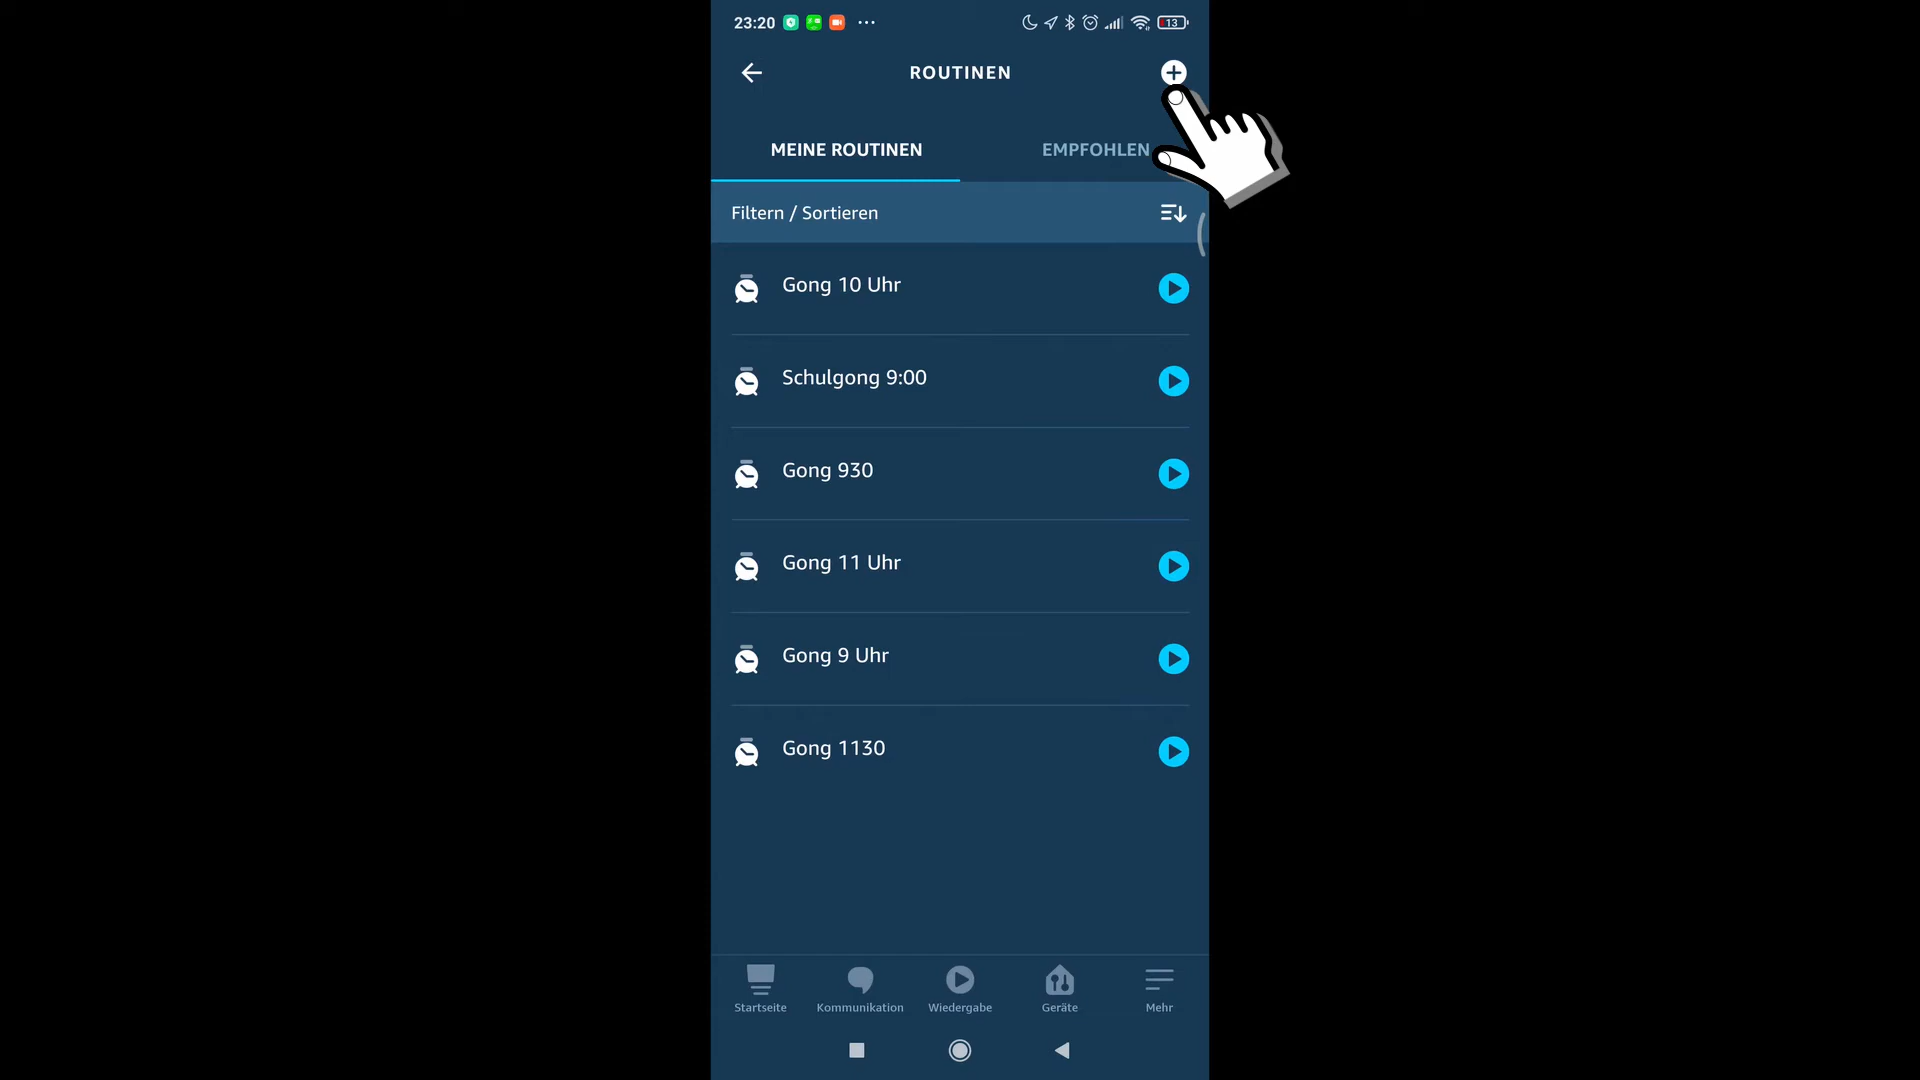 23:20
13
ROUTINEN
MEINE ROUTINEN
EMPFOHLEN
Filtern / Sortieren
Gong 10 Uhr
Schulgong 9:00
Gong 930
Gong 11 Uhr
Gong 9 Uhr
Gong 1130
Startseite
Kommunikation
Wiedergabe
Geräte
Mehr